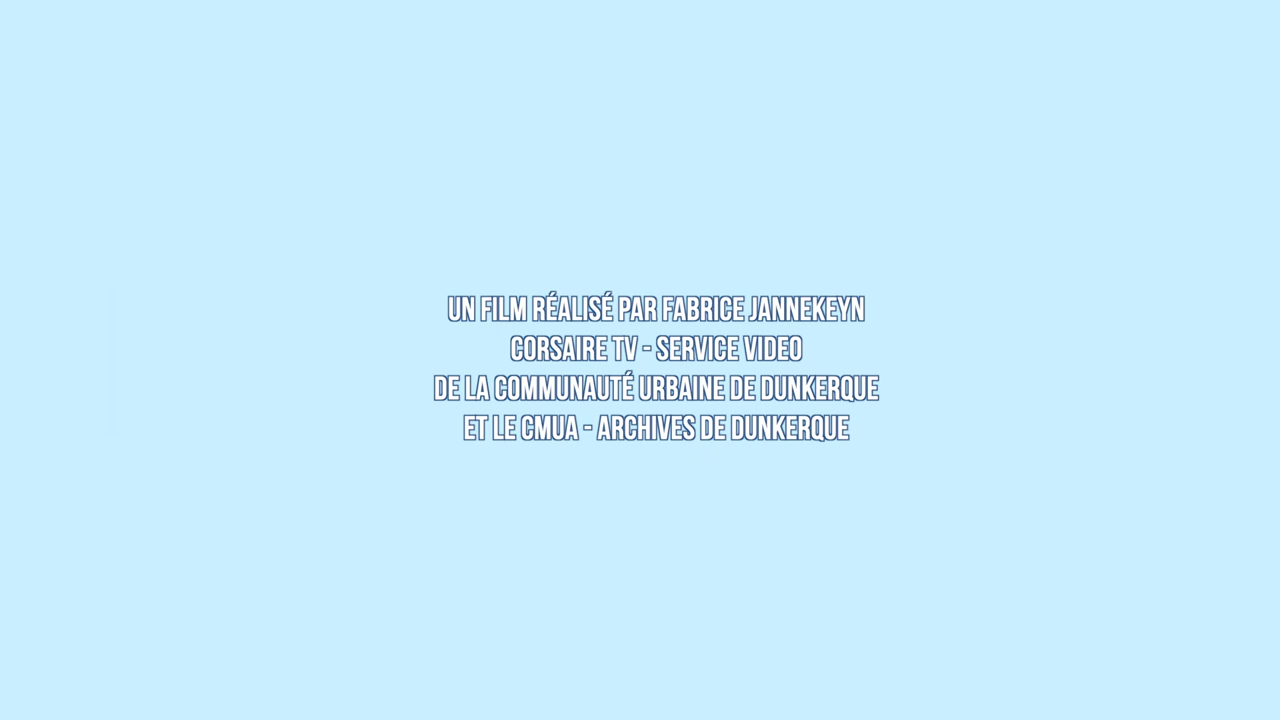 UN FILM RÉALISÉ PAR FABRICE JANNEKEYN
CORSAIRE TV - SERVICE VIDEO
DE LA COMMUNAUTÉ URBAINE DE DUNKERQUE
ET LE CMUA - ARCHIVES DE DUNKERQUE